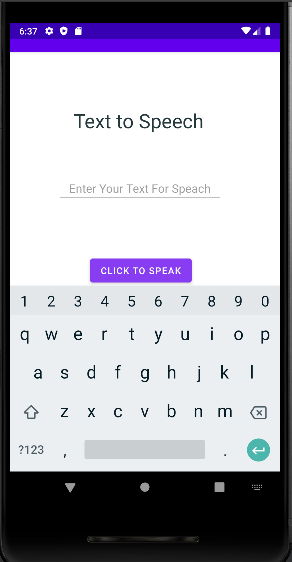 6:37
Text to Speech
Enter Your Text For Speach
CLICK TO SPEAK
1 2 3 4 5 6 7 8 9 0
q w e r t y u i o p
a s d f g h j k l
z x c v b n m
?123 , .